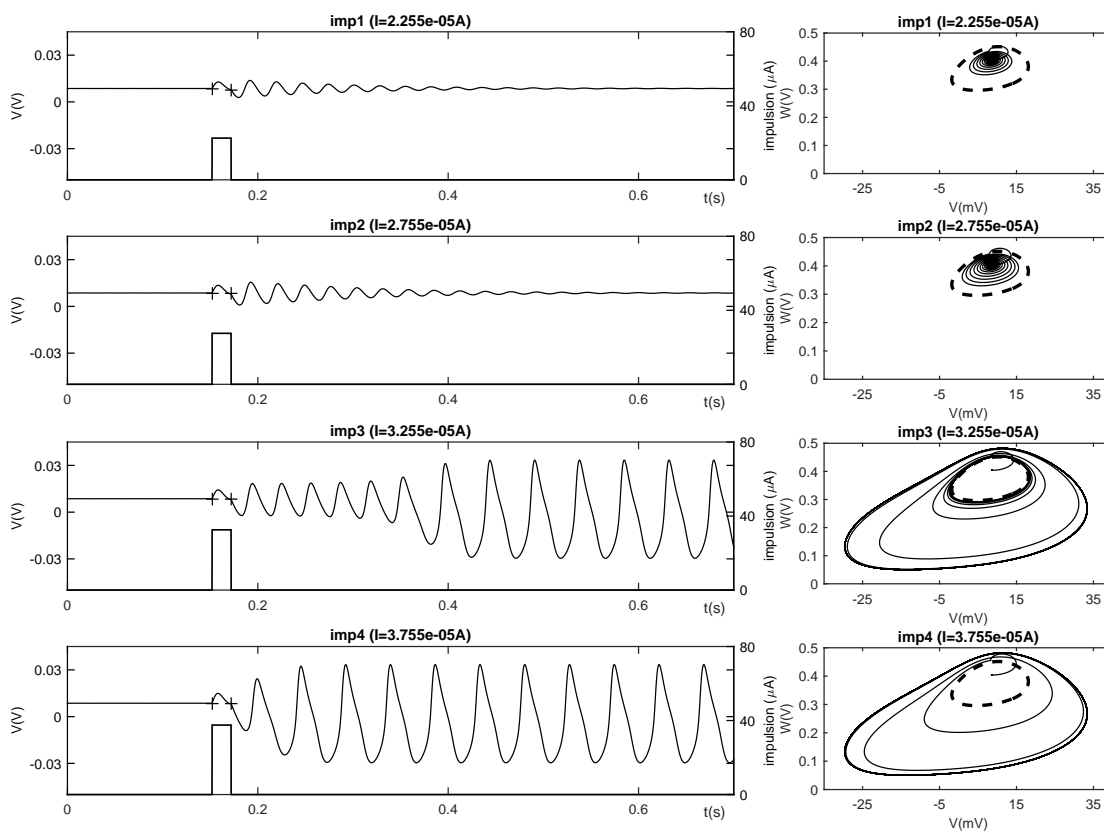 imp1 (I=2.255e-05A)
V(V)
0.03
0
-0.03
80
40
0
impulsion (μA)
0
0.2
0.4
0.6
t(s)
imp1 (I=2.255e-05A)
W(V)
0.5
0.4
0.3
0.2
0.1
0
-25
-5
15
35
V(mV)
imp2 (I=2.755e-05A)
V(V)
0.03
0
-0.03
80
40
0
impulsion (μA)
0
0.2
0.4
0.6
t(s)
imp2 (I=2.755e-05A)
W(V)
0.5
0.4
0.3
0.2
0.1
0
-25
-5
15
35
V(mV)
imp3 (I=3.255e-05A)
V(V)
0.03
0
-0.03
80
40
0
impulsion (μA)
0
0.2
0.4
0.6
t(s)
imp3 (I=3.255e-05A)
W(V)
0.5
0.4
0.3
0.2
0.1
0
-25
-5
15
35
V(mV)
imp4 (I=3.755e-05A)
V(V)
0.03
0
-0.03
80
40
0
impulsion (μA)
0
0.2
0.4
0.6
t(s)
imp4 (I=3.755e-05A)
W(V)
0.5
0.4
0.3
0.2
0.1
0
-25
-5
15
35
V(mV)